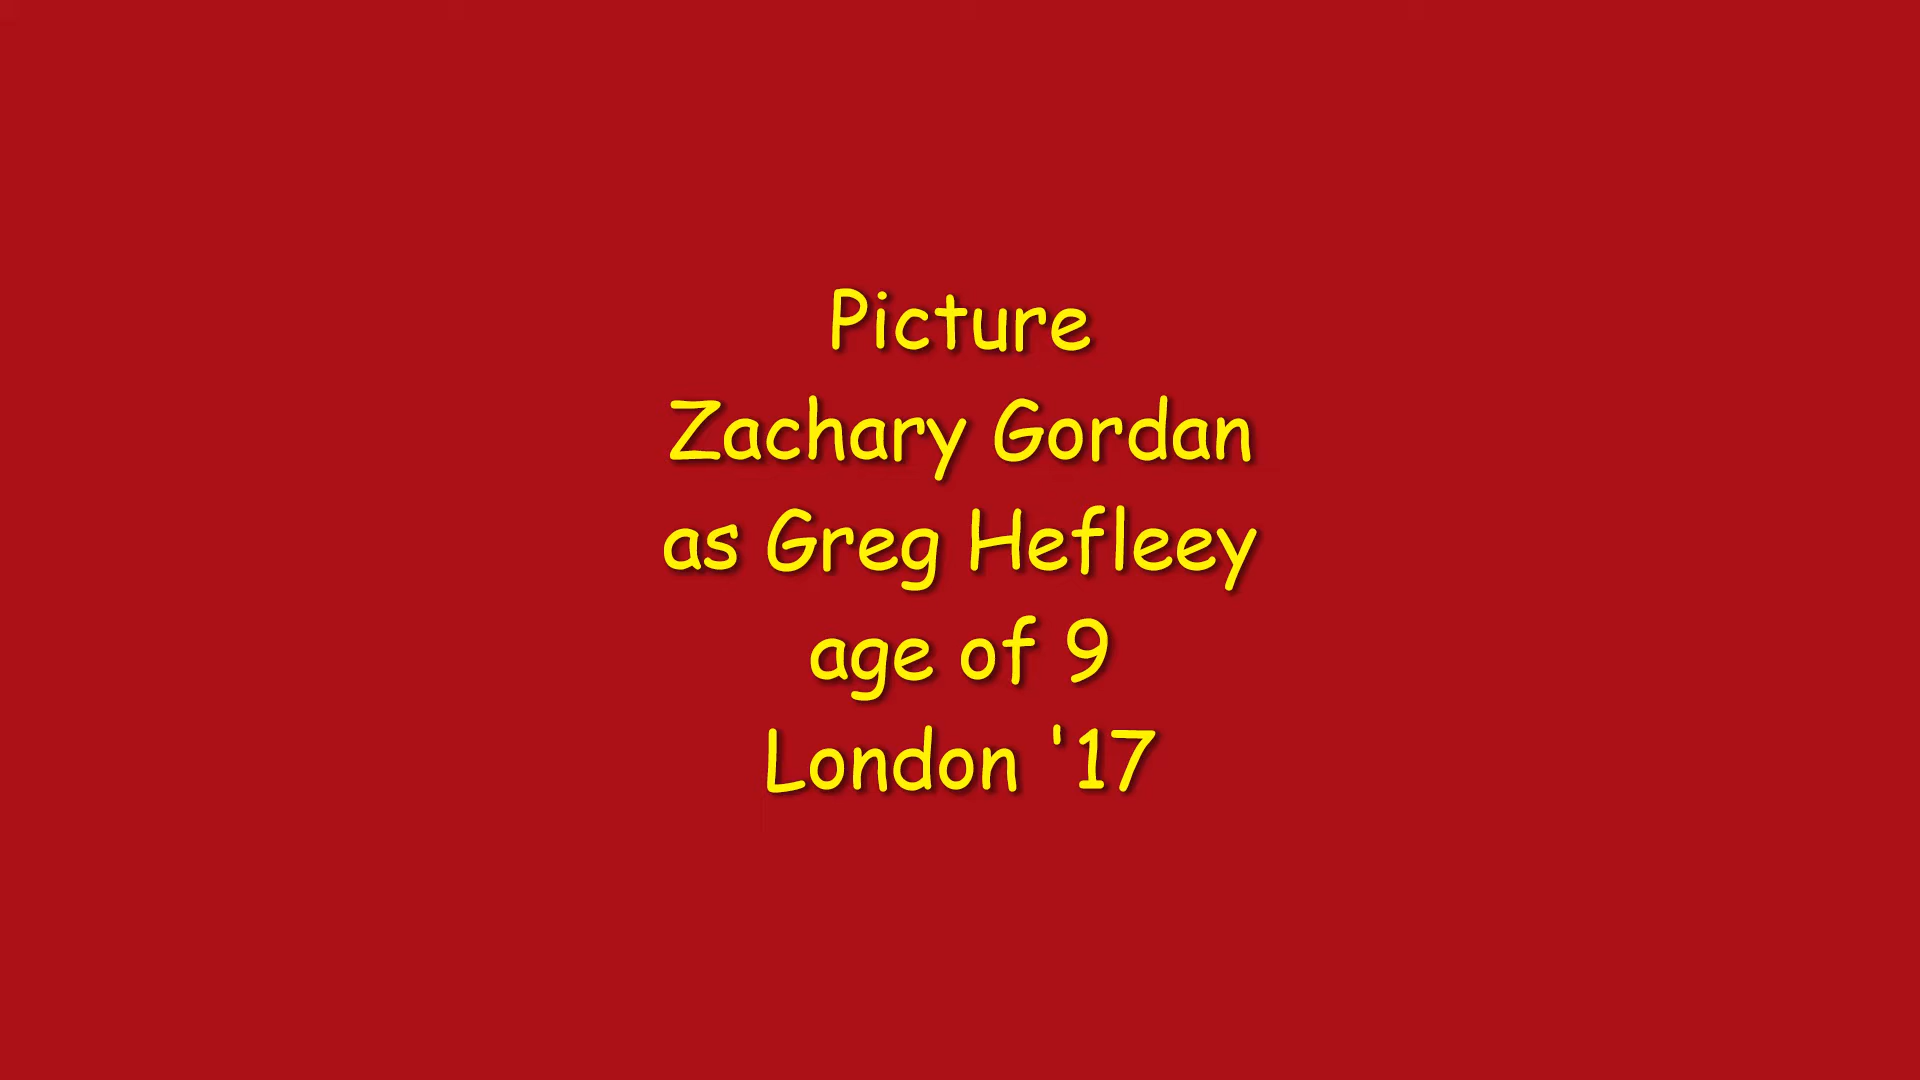 Picture
Zachary Gordan
as Greg Hefleey
age of 9
London '17